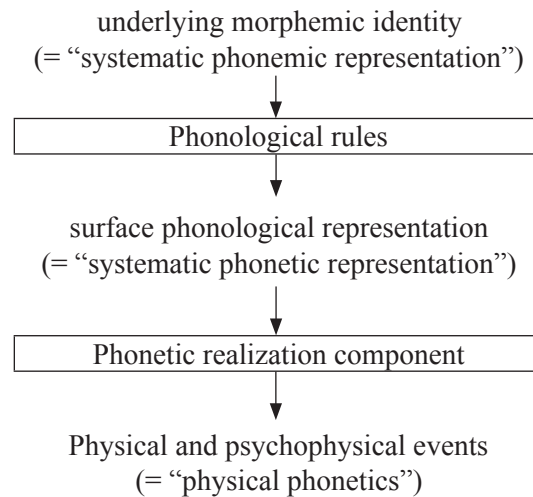 underlying morphemic identity
(= “systematic phonemic representation”)
Phonological rules
surface phonological representation
(= “systematic phonetic representation”)
Phonetic realization component
Physical and psychophysical events
(= “physical phonetics”)